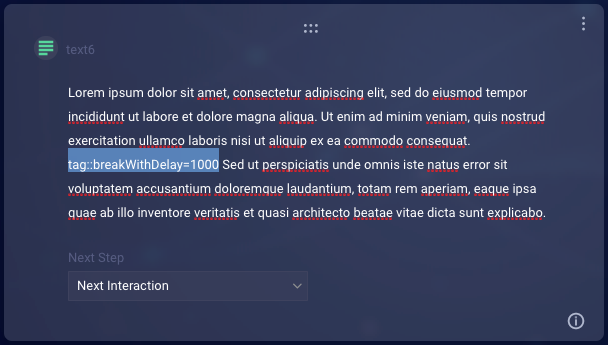 text6
Lorem ipsum dolor sit amet, consectetur adipiscing elit, sed do eiusmod tempor
incididunt ut labore et dolore magna aliqua. Ut enim ad minim veniam, quis nostrud
exercitation ullamco laboris nisi ut aliquip ex ea commodo consequat.
tag::breakWithDelay=1000 Sed ut perspiciatis unde omnis iste natus error sit
voluptatem accusantium doloremque laudantium, totam rem aperiam, eaque ipsa
quae ab illo inventore veritatis et quasi architecto beatae vitae dicta sunt explicabo.
Next Step
Next Interaction